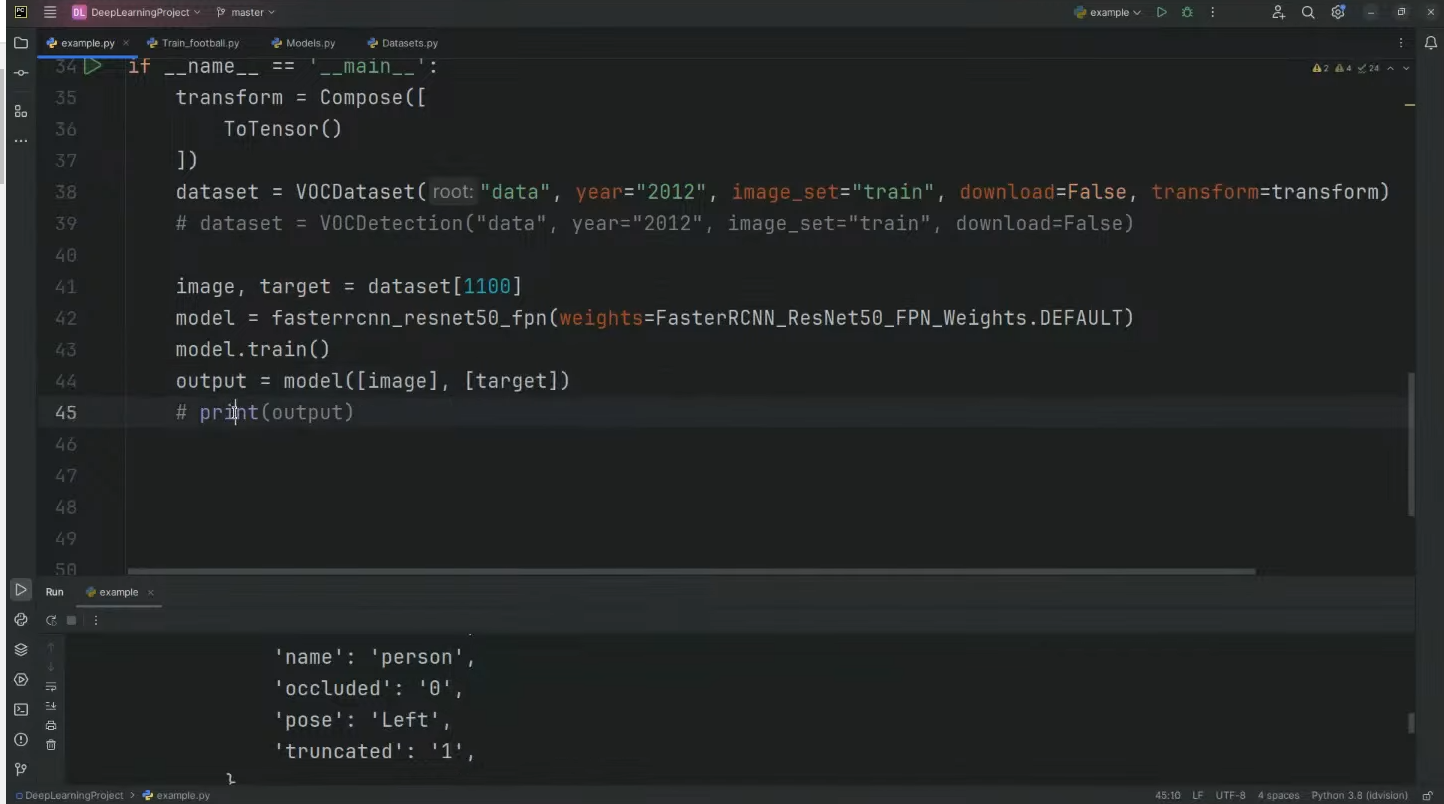 PC DL DeepLearningProject master example
example.py Train_football.py Models.py Datasets.py
34 if __name__ == '__main__': 2 4 24
35 transform = Compose([
36 ToTensor()
37 ])
38 dataset = VOCDataset( root: "data", year="2012", image_set="train", download=False, transform=transform)
39 # dataset = VOCDetection("data", year="2012", image_set="train", download=False)
40
41 image, target = dataset[1100]
42 model = fasterrcnn_resnet50_fpn(weights=FasterRCNN_ResNet50_FPN_Weights.DEFAULT)
43 model.train()
44 output = model([image], [target])
45 # print(output)
46
47
48
49
50
Run example
'name': 'person',
'occluded': '0',
'pose': 'Left',
'truncated': '1',
}
DeepLearningProject > example.py 45:10 LF UTF-8 4 spaces Python 3.8 (idvision)